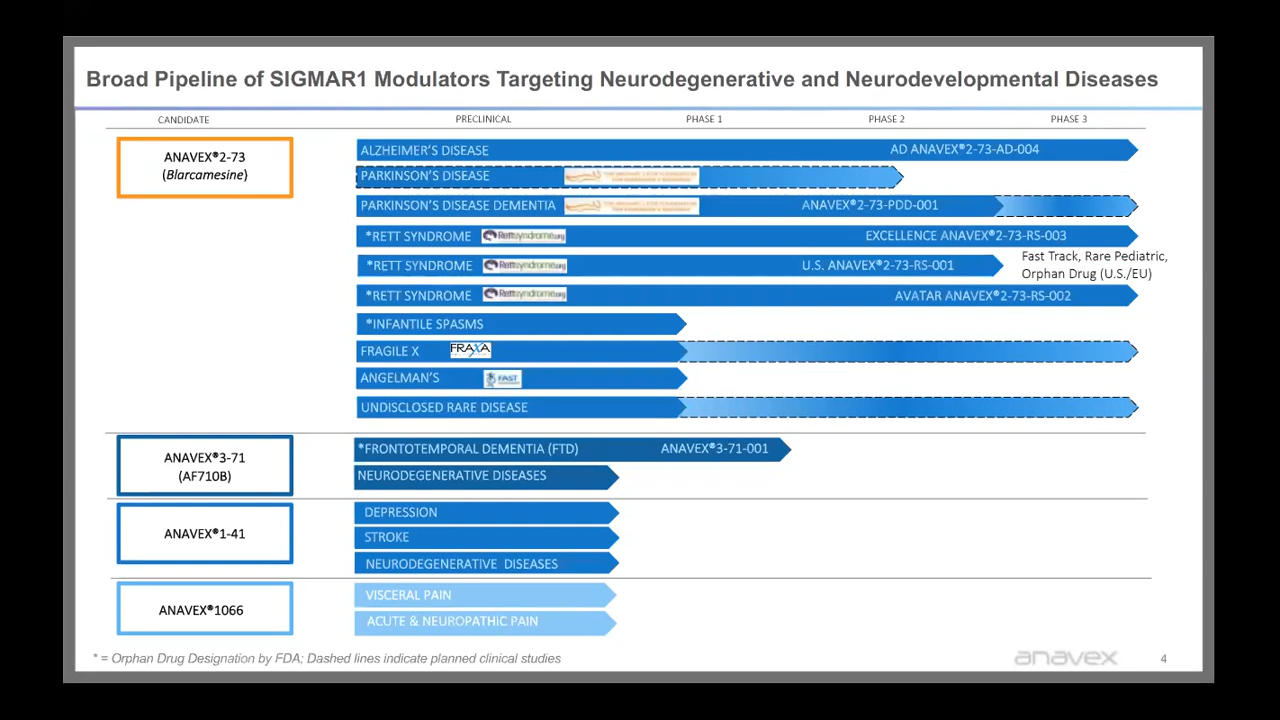 Broad Pipeline of SIGMAR1 Modulators Targeting Neurodegenerative and Neurodevelopmental Diseases
CANDIDATE PRECLINICAL PHASE 1 PHASE 2 PHASE 3
ANAVEX®2-73
(Blarcamesine)
ALZHEIMER'S DISEASE AD ANAVEX®2-73-AD-004
PARKINSON'S DISEASE
PARKINSON'S DISEASE DEMENTIA ANAVEX®2-73-PDD-001
*RETT SYNDROME Rettsyndrome.org EXCELLENCE ANAVEX®2-73-RS-003
*RETT SYNDROME Rettsyndrome.org U.S. ANAVEX®2-73-RS-001
Fast Track, Rare Pediatric,
Orphan Drug (U.S./EU)
*RETT SYNDROME Rettsyndrome.org AVATAR ANAVEX®2-73-RS-002
*INFANTILE SPASMS
FRAGILE X FRAXA
ANGELMAN'S FAST
UNDISCLOSED RARE DISEASE
ANAVEX®3-71
(AF710B)
*FRONTOTEMPORAL DEMENTIA (FTD) ANAVEX®3-71-001
NEURODEGENERATIVE DISEASES
ANAVEX®1-41
DEPRESSION
STROKE
NEURODEGENERATIVE DISEASES
ANAVEX®1066
VISCERAL PAIN
ACUTE & NEUROPATHIC PAIN
* = Orphan Drug Designation by FDA; Dashed lines indicate planned clinical studies
anavex 4